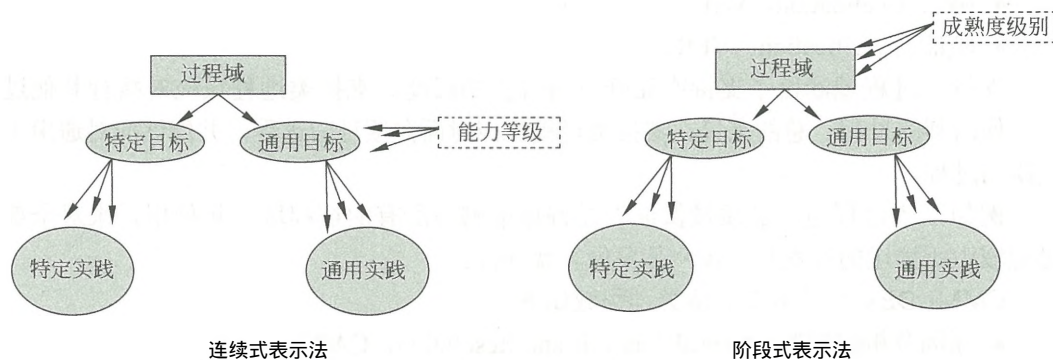 成熟度级别
过程域
过程域
特定目标
通用目标
能力等级
特定目标
通用目标
特定实践
通用实践
特定实践
通用实践
连续式表示法
阶段式表示法